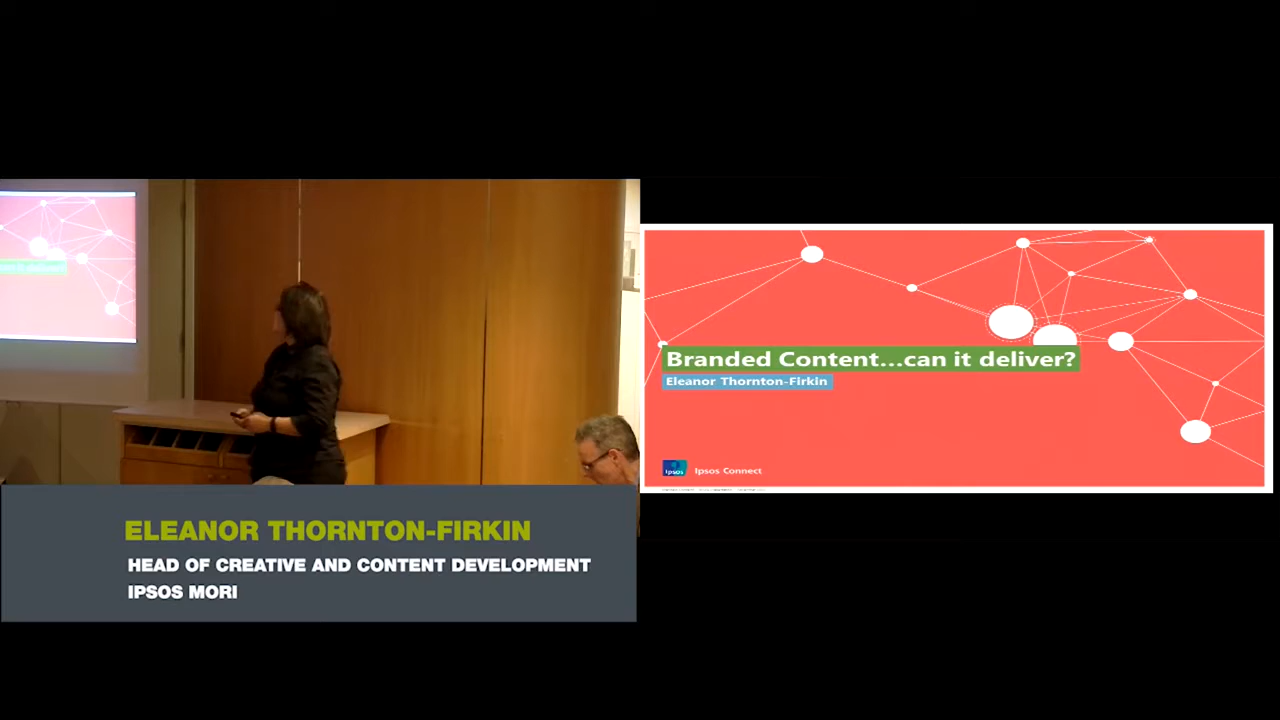 ELEANOR THORNTON-FIRKIN
HEAD OF CREATIVE AND CONTENT DEVELOPMENT
IPSOS MORI
Branded Content...can it deliver?
Eleanor Thornton-Firkin
Ipsos
Ipsos Connect